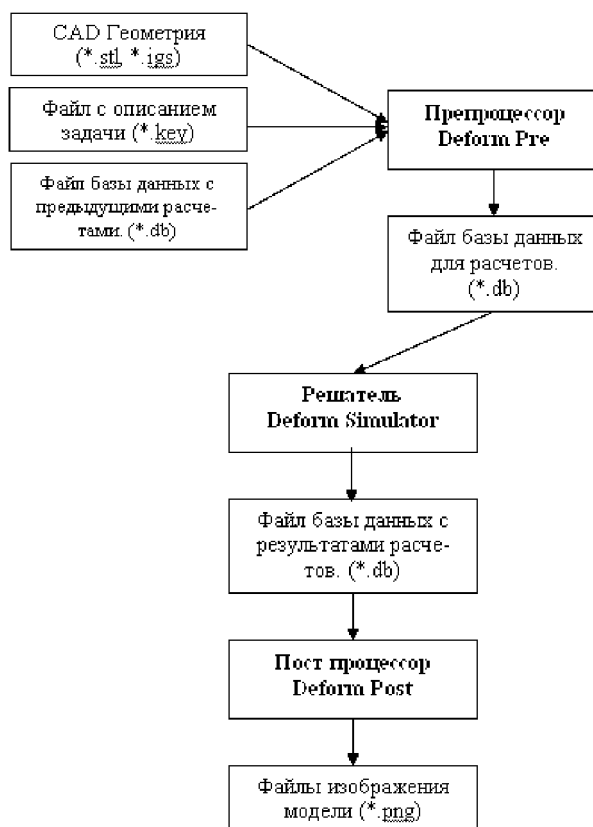 CAD Геометрия
(*.stl, *.igs)
Файл с описанием
задачи (*.key)
Файл базы данных с
предыдущими расче-
тами. (*.db)
Препроцессор
Deform Pre
Файл базы данных
для расчетов.
(*.db)
Решатель
Deform Simulator
Файл базы данных с
результатами расче-
тов. (*.db)
Пост процессор
Deform Post
Файлы изображения
модели (*.png)